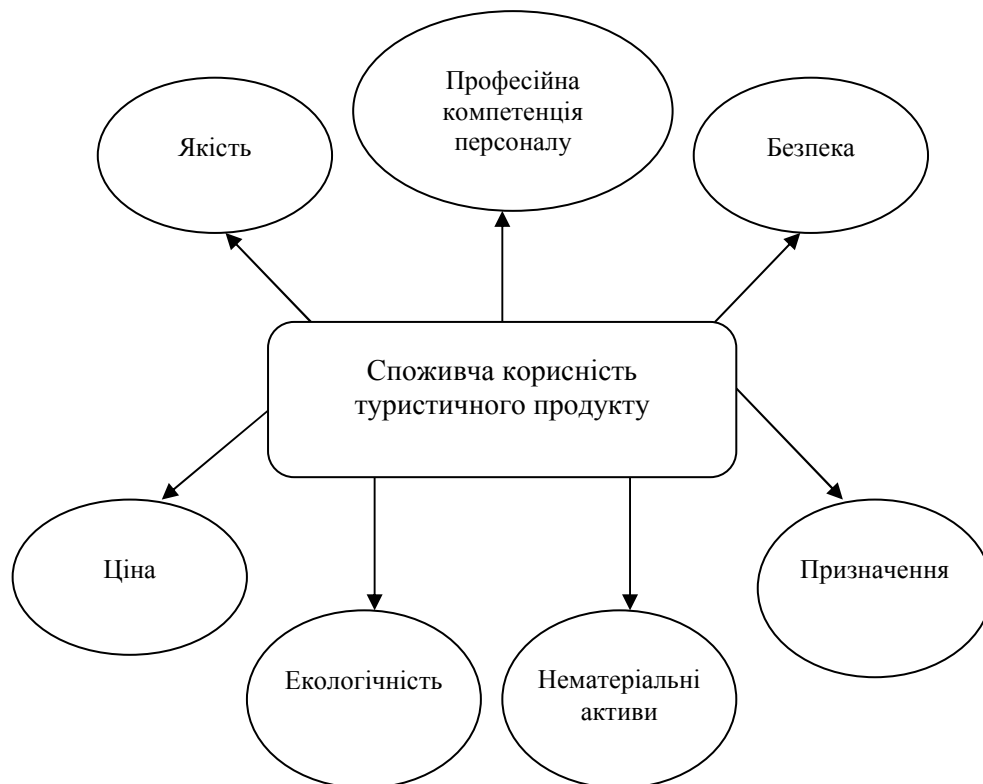 Професійна
компетенція
персоналу
Якість
Безпека
Споживча корисність
туристичного продукту
Ціна
Призначення
Екологічність
Нематеріальні
активи